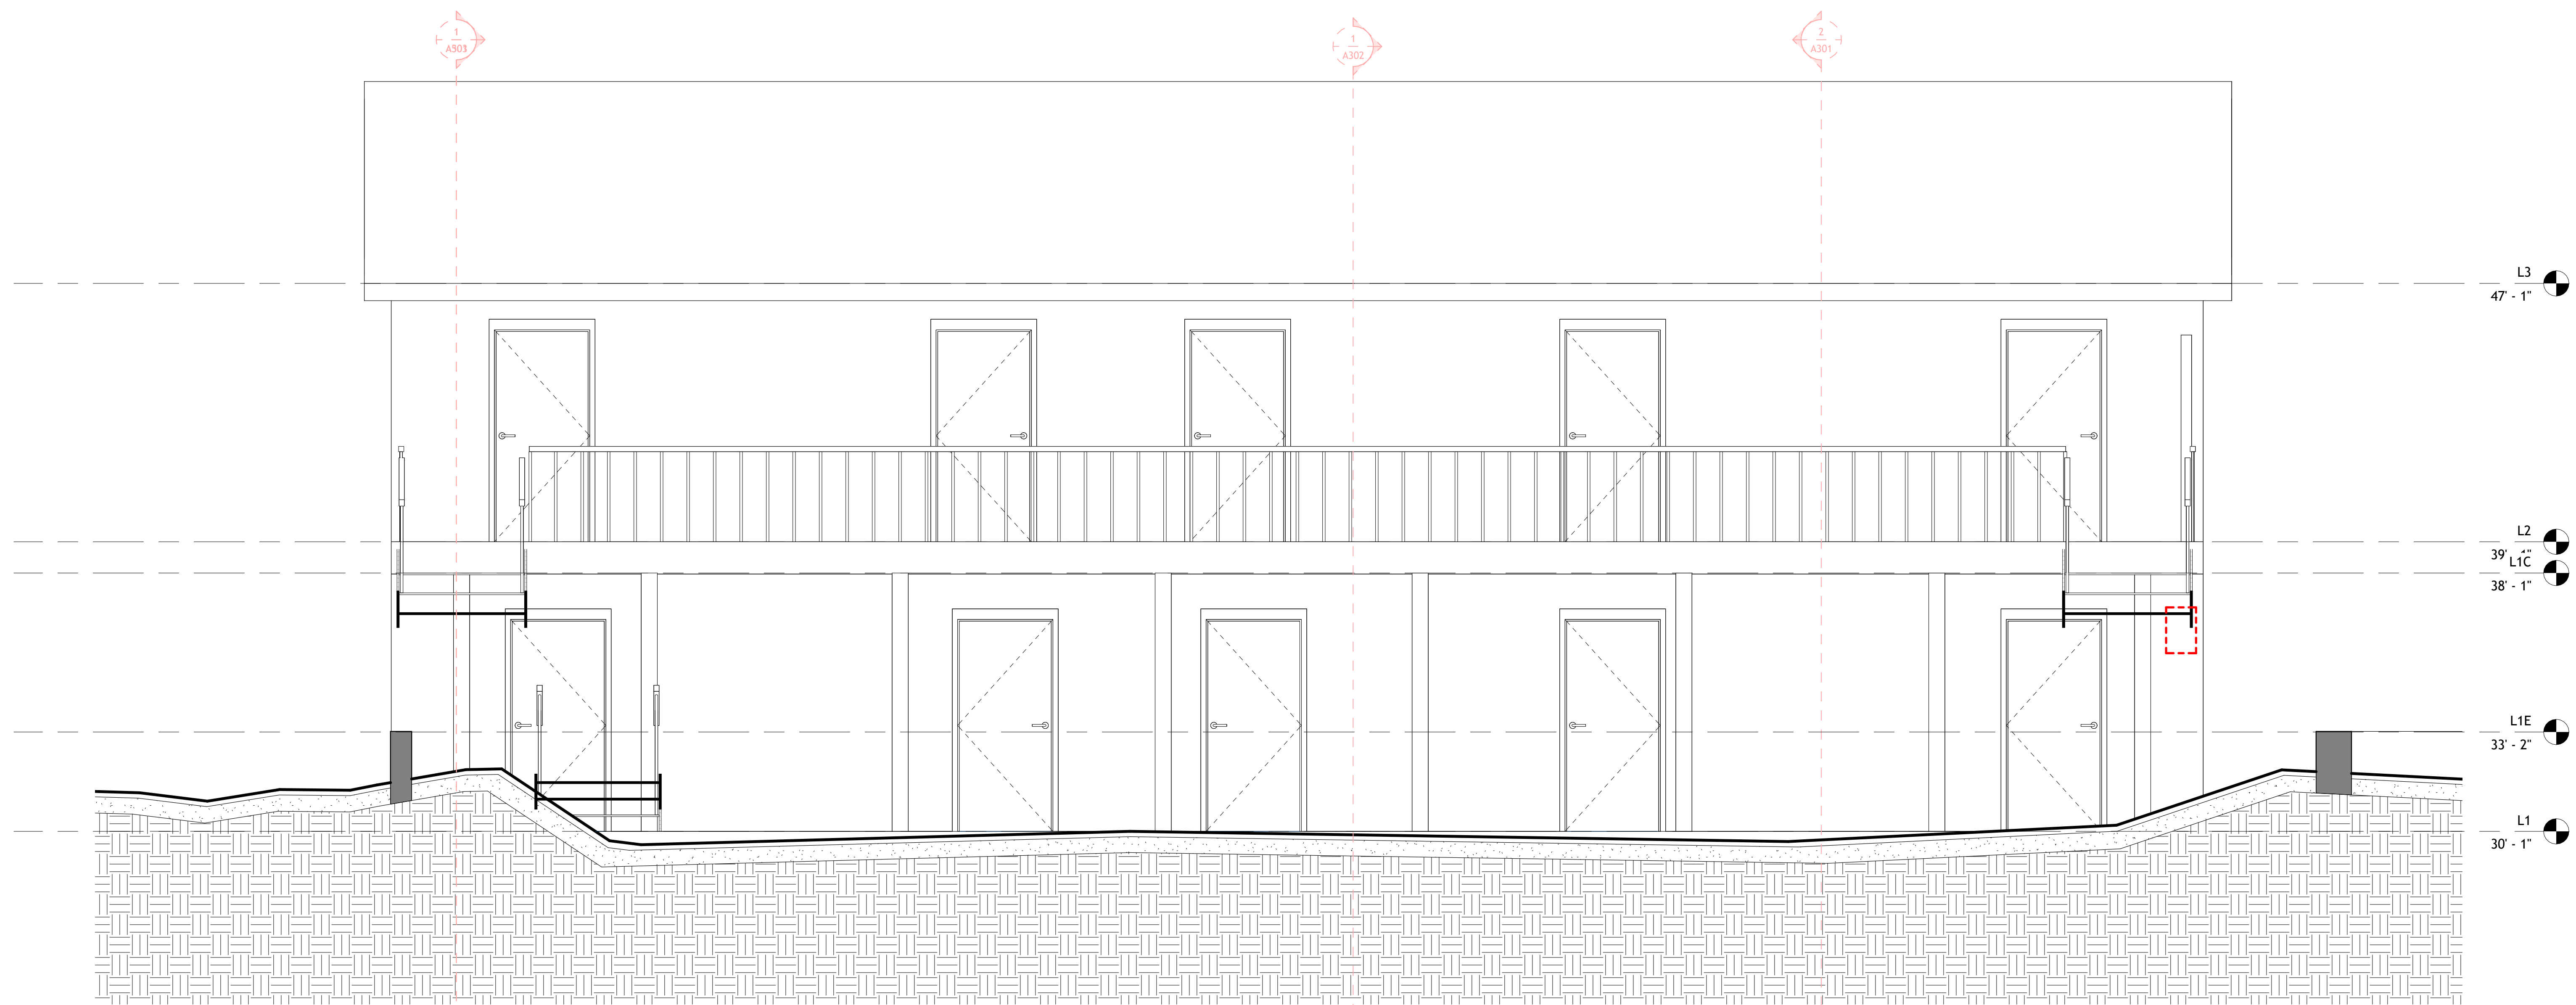 1
A503
1
A302
2
A301
L3
47' - 1"
L2
L1C
38' - 1"
L1E
33' - 2"
L1
30' - 1"